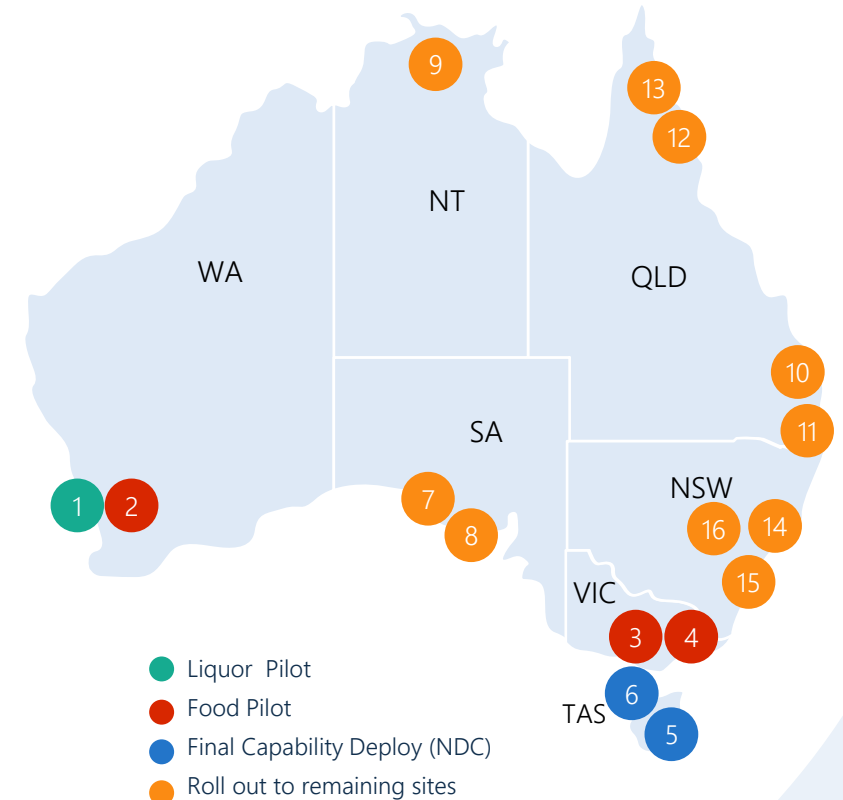 9
13
12
NT
WA
QLD
10
11
SA
NSW
7
8
1
2
16
14
15
VIC
3
4
6
TAS
5
Liquor Pilot
Food Pilot
Final Capability Deploy (NDC)
Roll out to remaining sites